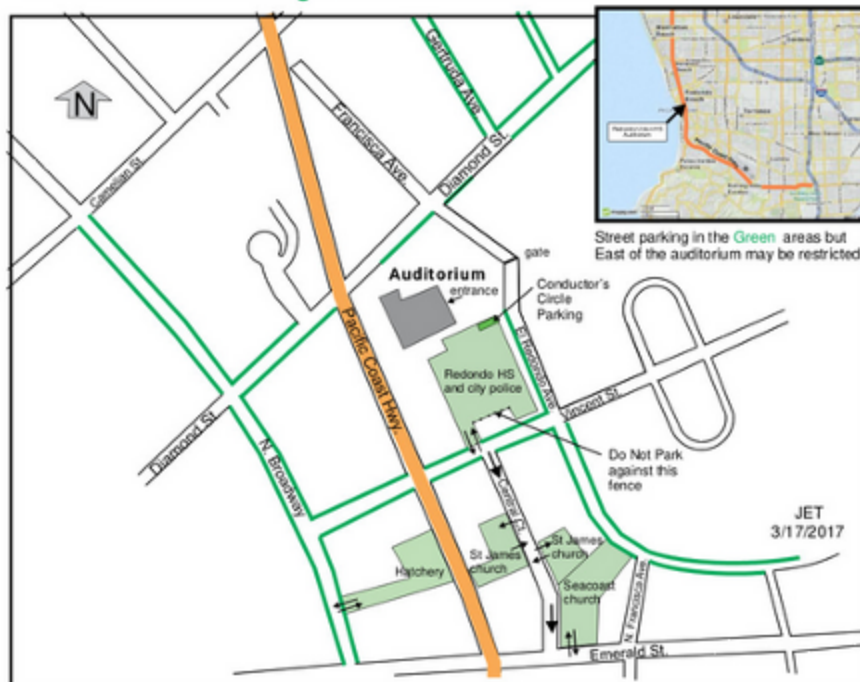 N
Gertruda Ave
Francisca Ave.
Diamond St.
Carnelian St.
Street parking in the Green areas but
East of the auditorium may be restricted
gate
Auditorium
entrance
Conductor's
Circle
Parking
Pacific Coast Hwy.
El Redondo Ave
Redondo HS
and city police
Vincent St.
Diamond St.
N. Broadway
Do Not Park
against this
fence
Central Ct.
JET
3/17/2017
Hatchery
St James
church
St James
church
Seacoast
church
N. Francisca Ave
Emerald St.